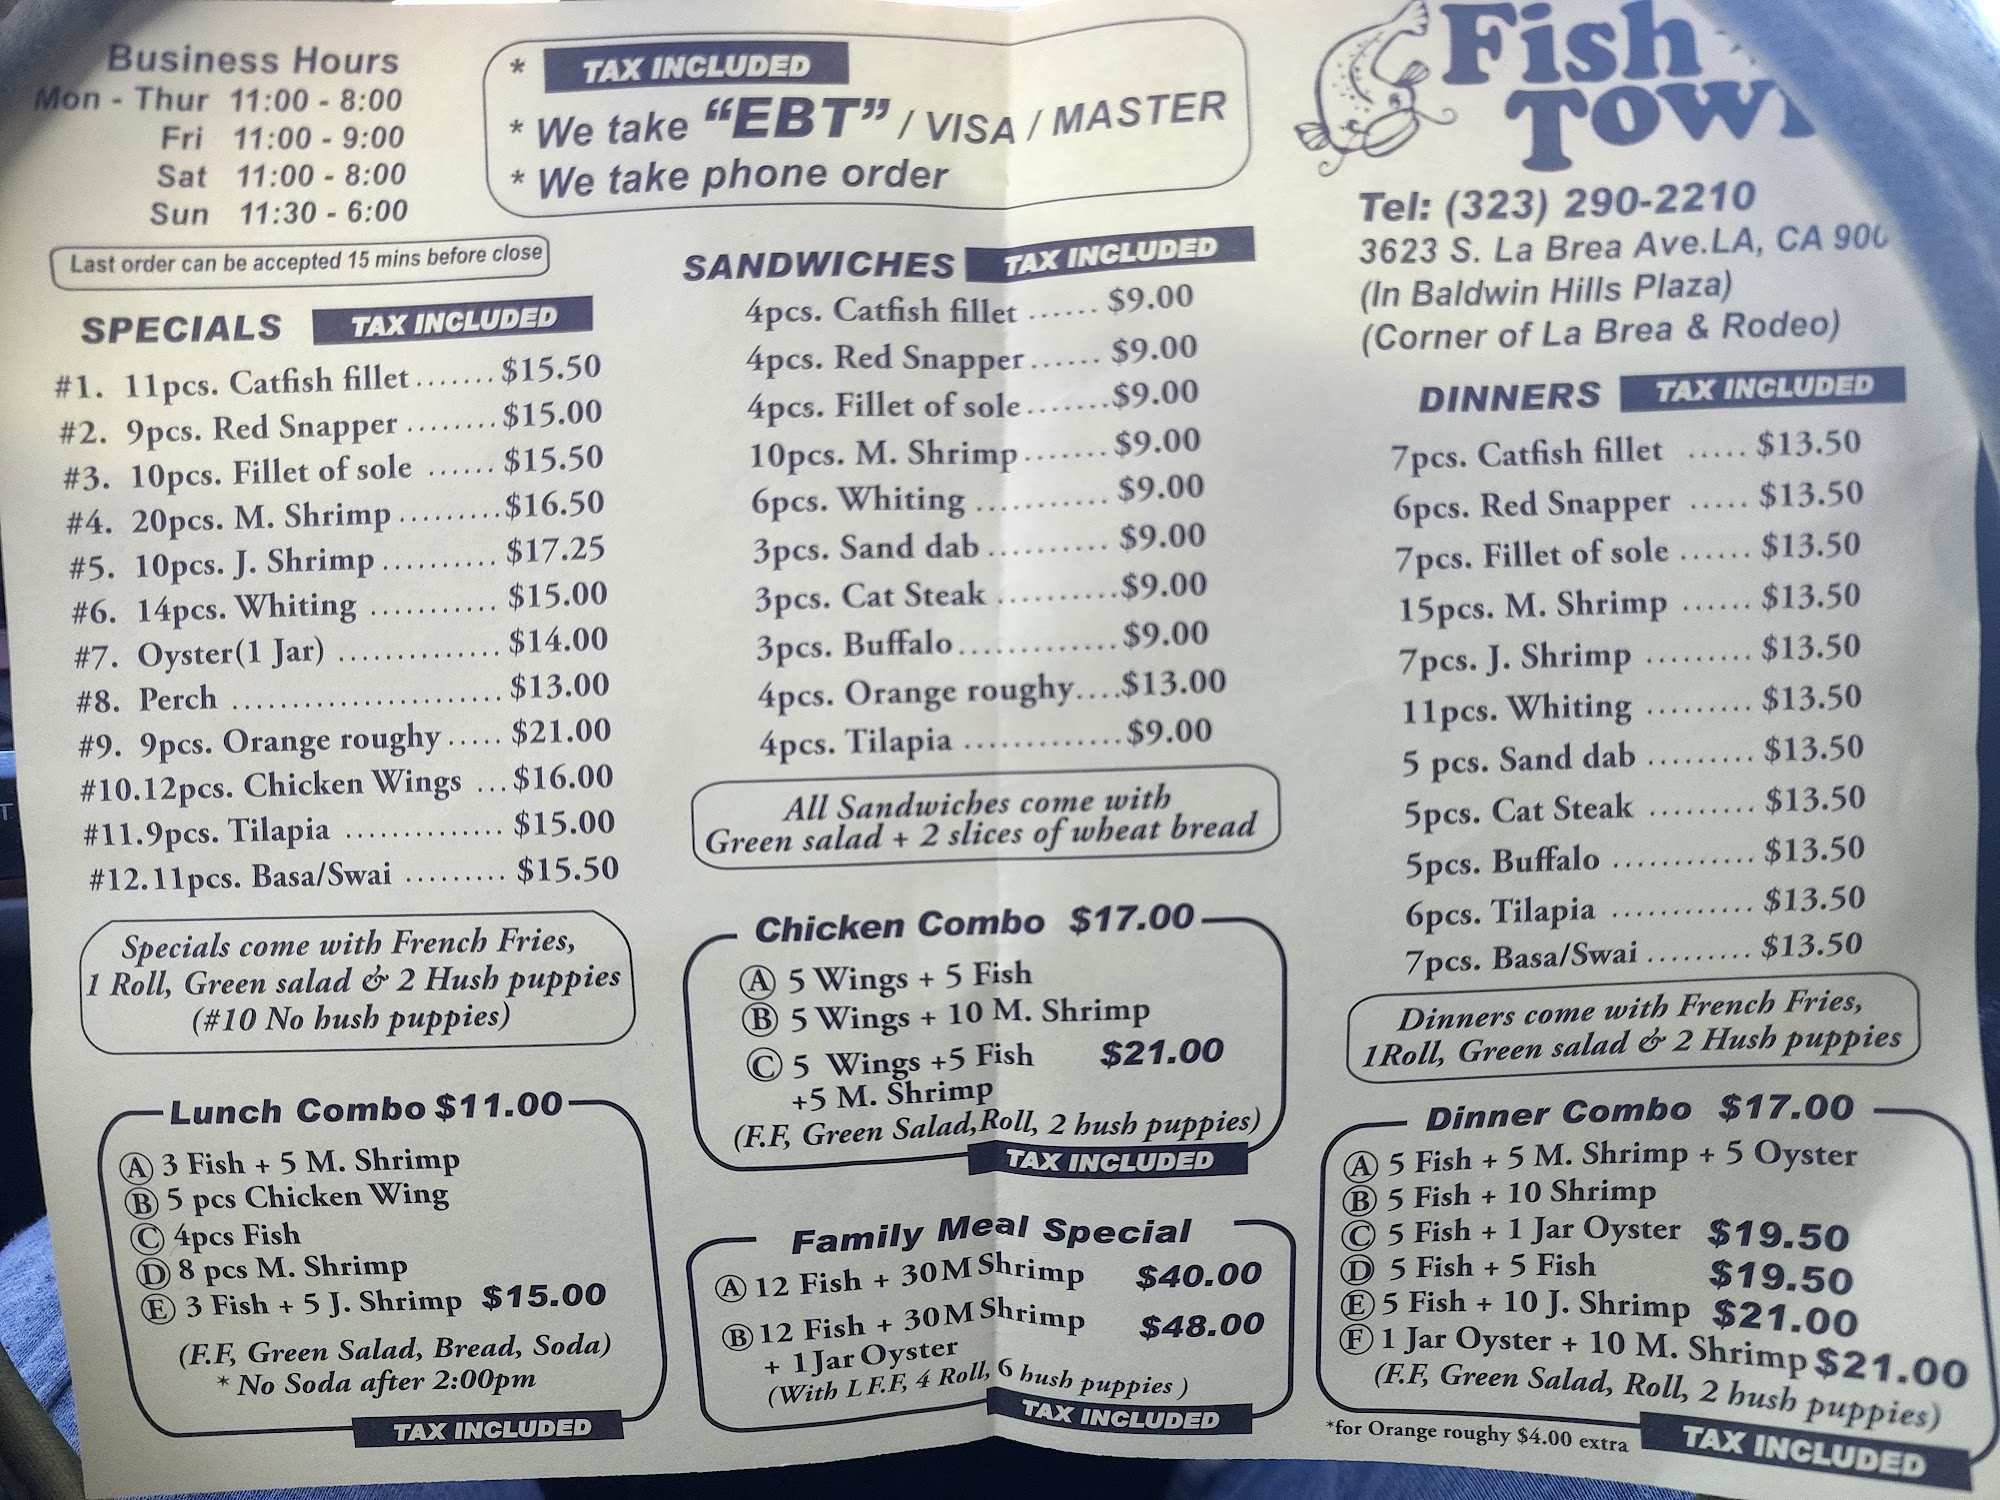 Business Hours
Mon - Thur 11:00 - 8:00
Fri 11:00 - 9:00
Sat 11:00 - 8:00
Sun 11:30 - 6:00
Last order can be accepted 15 mins before close
* TAX INCLUDED
* We take "EBT" / VISA / MASTER
* We take phone order
Fish
Tel: (323) 290-2210
3623 S. La Brea Ave.LA, CA
(In Baldwin Hills Plaza)
(Corner of La Brea & Rodeo)
SPECIALS TAX INCLUDED
#1. 11pcs. Catfish fillet ....... $15.50
#2. 9pcs. Red Snapper ........ $15.00
#3. 10pcs. Fillet of sole ...... $15.50
#4. 20pcs. M. Shrimp ......... $16.50
#5. 10pcs. J. Shrimp .......... $17.25
#6. 14pcs. Whiting ........... $15.00
#7. Oyster(1 Jar) .............. $14.00
#8. Perch ...................... $13.00
#9. 9pcs. Orange roughy ..... $21.00
#10.12pcs. Chicken Wings ... $16.00
#11.9pcs. Tilapia .............. $15.00
#12.11pcs. Basa/Swai ......... $15.50
Specials come with French Fries,
1 Roll, Green salad & 2 Hush puppies
(#10 No hush puppies)
Lunch Combo $11.00
A 3 Fish + 5 M. Shrimp
B 5 pcs Chicken Wing
C 4pcs Fish
D 8 pcs M. Shrimp
E 3 Fish + 5 J. Shrimp $15.00
(F.F, Green Salad, Bread, Soda)
* No Soda after 2:00pm
TAX INCLUDED
SANDWICHES TAX INCLUDED
4pcs. Catfish fillet ...... $9.00
4pcs. Red Snapper ...... $9.00
4pcs. Fillet of sole ....... $9.00
10pcs. M. Shrimp ....... $9.00
6pcs. Whiting ........... $9.00
3pcs. Sand dab .......... $9.00
3pcs. Cat Steak .......... $9.00
3pcs. Buffalo ............. $9.00
4pcs. Orange roughy .... $13.00
4pcs. Tilapia ............. $9.00
All Sandwiches come with
Green salad + 2 slices of wheat bread
Chicken Combo $17.00
A 5 Wings + 5 Fish
B 5 Wings + 10 M. Shrimp
C 5 Wings +5 Fish $21.00
+5 M. Shrimp
(F.F, Green Salad,Roll, 2 hush puppies)
TAX INCLUDED
Family Meal Special
A 12 Fish + 30M Shrimp $40.00
B 12 Fish + 30M Shrimp $48.00
+ 1 Jar Oyster
(With L F.F, 4 Roll, 6 hush puppies )
TAX INCLUDED
DINNERS TAX INCLUDED
7pcs. Catfish fillet ..... $13.50
6pcs. Red Snapper ..... $13.50
7pcs. Fillet of sole ...... $13.50
15pcs. M. Shrimp ...... $13.50
7pcs. J. Shrimp ......... $13.50
11pcs. Whiting ......... $13.50
5 pcs. Sand dab ......... $13.50
5pcs. Cat Steak ......... $13.50
5pcs. Buffalo ............ $13.50
6pcs. Tilapia ............ $13.50
7pcs. Basa/Swai ......... $13.50
Dinners come with French Fries,
1Roll, Green salad & 2 Hush puppies
Dinner Combo $17.00
A 5 Fish + 5 M. Shrimp + 5 Oyster
B 5 Fish + 10 Shrimp
C 5 Fish + 1 Jar Oyster $19.50
D 5 Fish + 5 Fish $19.50
E 5 Fish + 10 J. Shrimp $21.00
F 1 Jar Oyster + 10 M. Shrimp $21.00
(F.F, Green Salad, Roll, 2 hush puppies)
*for Orange roughy $4.00 extra
TAX INCLUDED